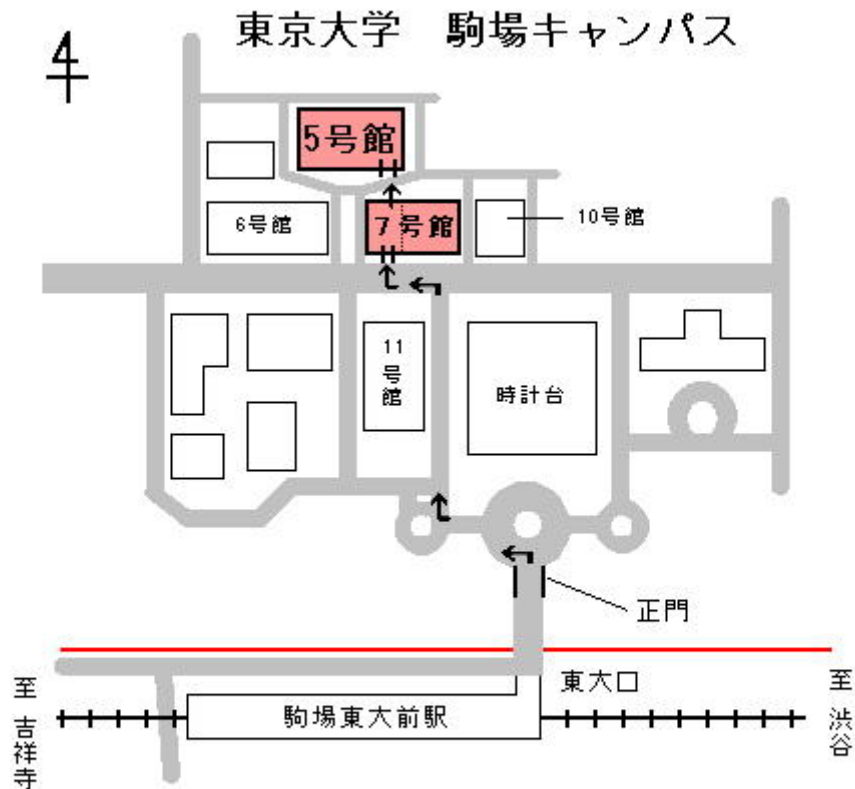 東京大学 駒場キャンパス
5号館
6号館
7号館
10号館
11号館
時計台
正門
東大口
至 吉祥寺
駒場東大前駅
至 渋谷